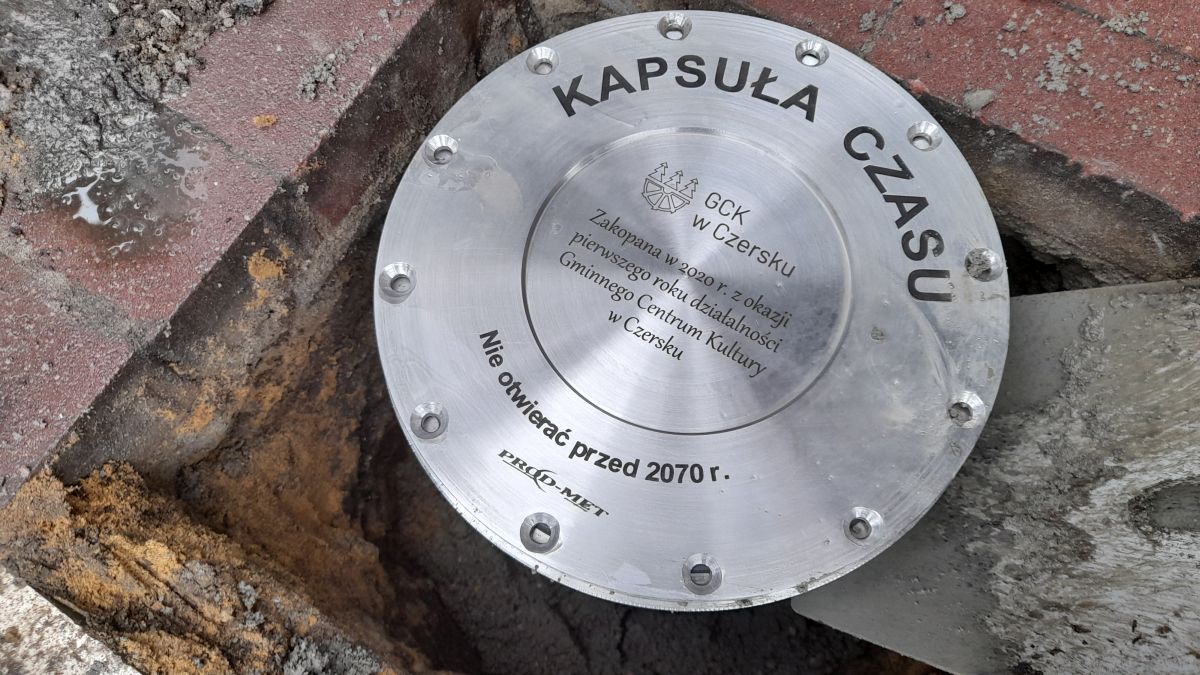 KAPSUŁA CZASU
GCK
w Czersku
Zakopana w 2020 r. z okazji
pierwszego roku działalności
Gminnego Centrum Kultury
w Czersku
Nie otwierać przed 2070 r.
PROD-MET